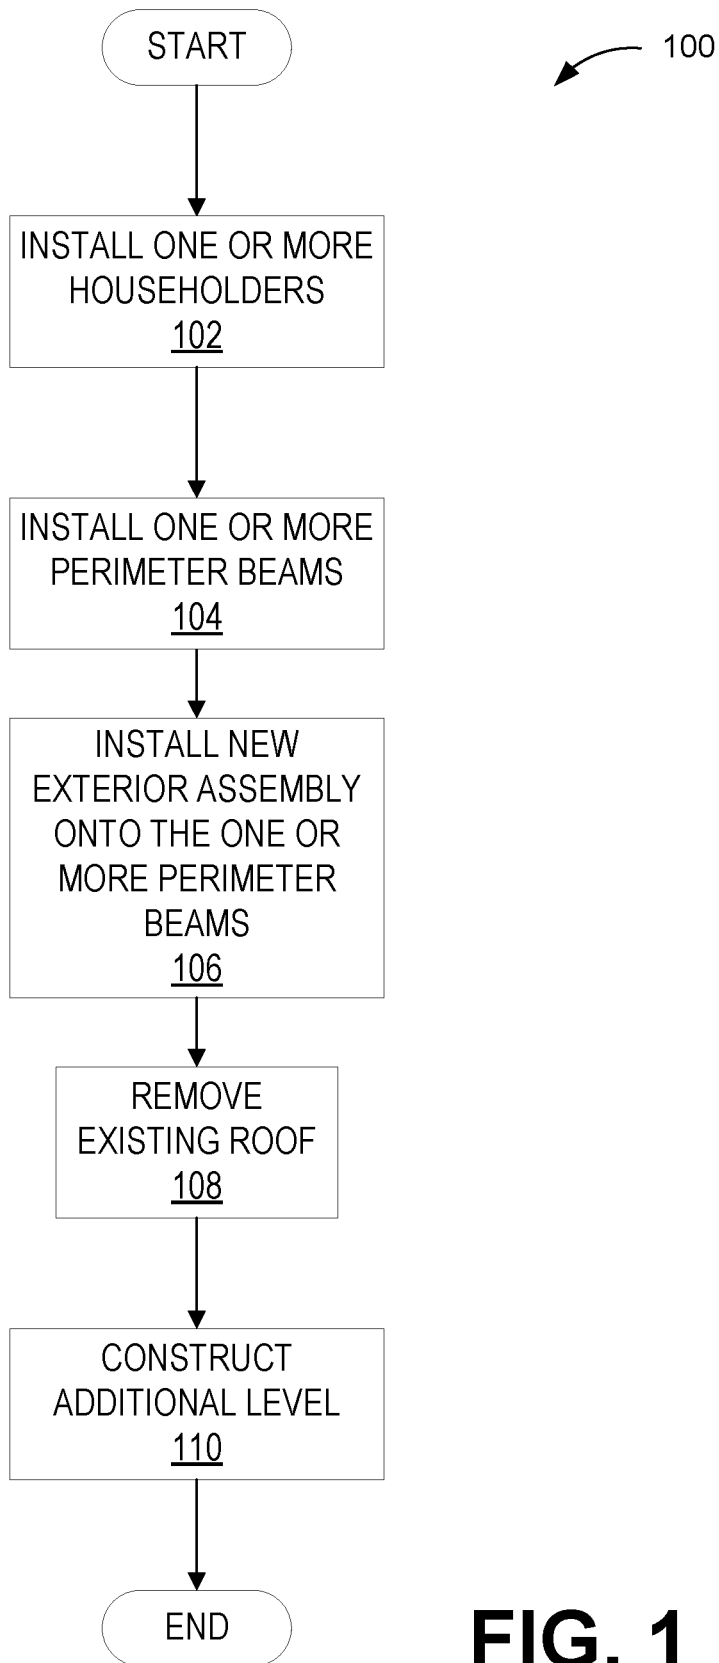 START
100
INSTALL ONE OR MORE
HOUSEHOLDERS
102
INSTALL ONE OR MORE
PERIMETER BEAMS
104
INSTALL NEW
EXTERIOR ASSEMBLY
ONTO THE ONE OR
MORE PERIMETER
BEAMS
106
REMOVE
EXISTING ROOF
108
CONSTRUCT
ADDITIONAL LEVEL
110
END
FIG. 1